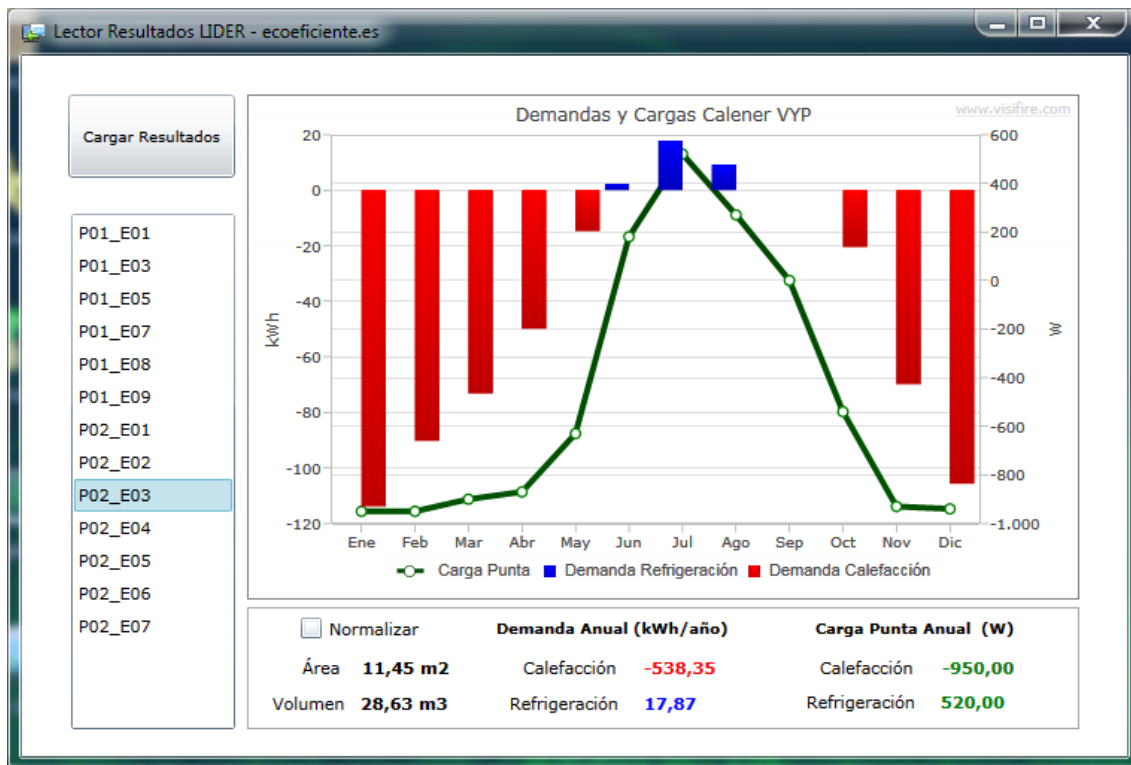 Lector Resultados LIDER - ecoeficiente.es
Cargar Resultados
P01_E01
P01_E03
P01_E05
P01_E07
P01_E08
P01_E09
P02_E01
P02_E02
P02_E03
P02_E04
P02_E05
P02_E06
P02_E07
Demandas y Cargas Calener VYP
www.visifire.com
20
0
-20
-40
-60
-80
-100
-120
kWh
600
400
200
0
-200
-400
-600
-800
-1.000
W
Ene Feb Mar Abr May Jun Jul Ago Sep Oct Nov Dic
Carga Punta Demanda Refrigeración Demanda Calefacción
Normalizar Demanda Anual (kWh/año) Carga Punta Anual (W)
Área 11,45 m2 Calefacción -538,35 Calefacción -950,00
Volumen 28,63 m3 Refrigeración 17,87 Refrigeración 520,00